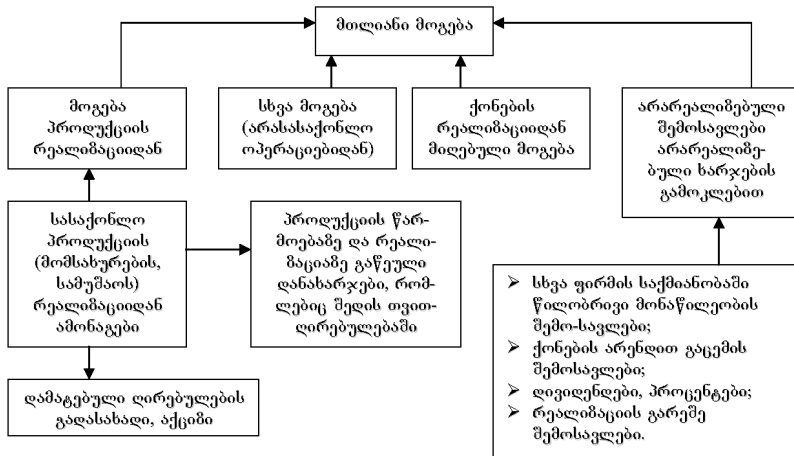 მთლიანი მოგება
მოგება
პროდუქციის
რეალიზაციიდან
სხვა მოგება
(არასასაქონლო
ოპერაციებიდან)
ქონების
რეალიზაციიდან
მიღებული მოგება
არარეალიზებული
შემოსავლები
არარეალიზე-
ბული ხარჯების
გამოკლებით
სასაქონლო
პროდუქციის
(მომსახურების,
სამუშაოს)
რეალიზაციიდან
ამონაგები
პროდუქციის წარ-
მოებაზე და რეალი-
ზაციაზე გაწეული
დანახარჯები, რომ-
ლებიც შედის თვით-
ღირებულებაში
➢ სხვა ფირმის საქმიანობაში
წილობრივი მონაწილეობის
შემო-სავლები;
➢ ქონების არენდით გაცემის
შემოსავლები;
➢ დივიდენდები, პროცენტები;
➢ რეალიზაციის გარეშე
შემოსავლები.
დამატებული ღირებულების
გადასახადი, აქციზი